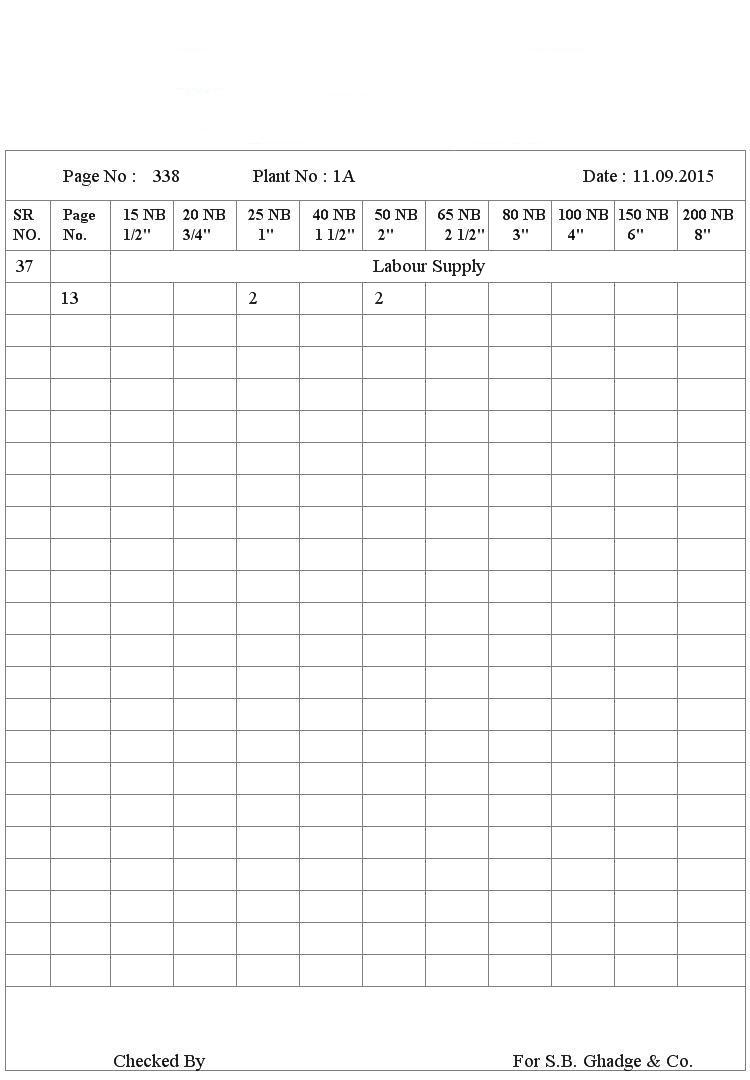 Page No : 338 Plant No : 1A Date : 11.09.2015
SR Page 15 NB 20 NB 25 NB 40 NB 50 NB 65 NB 80 NB 100 NB 150 NB 200 NB
NO. No. 1/2" 3/4" 1" 1 1/2" 2" 2 1/2" 3" 4" 6" 8"
37 Labour Supply
13 2 2
Checked By For S.B. Ghadge & Co.